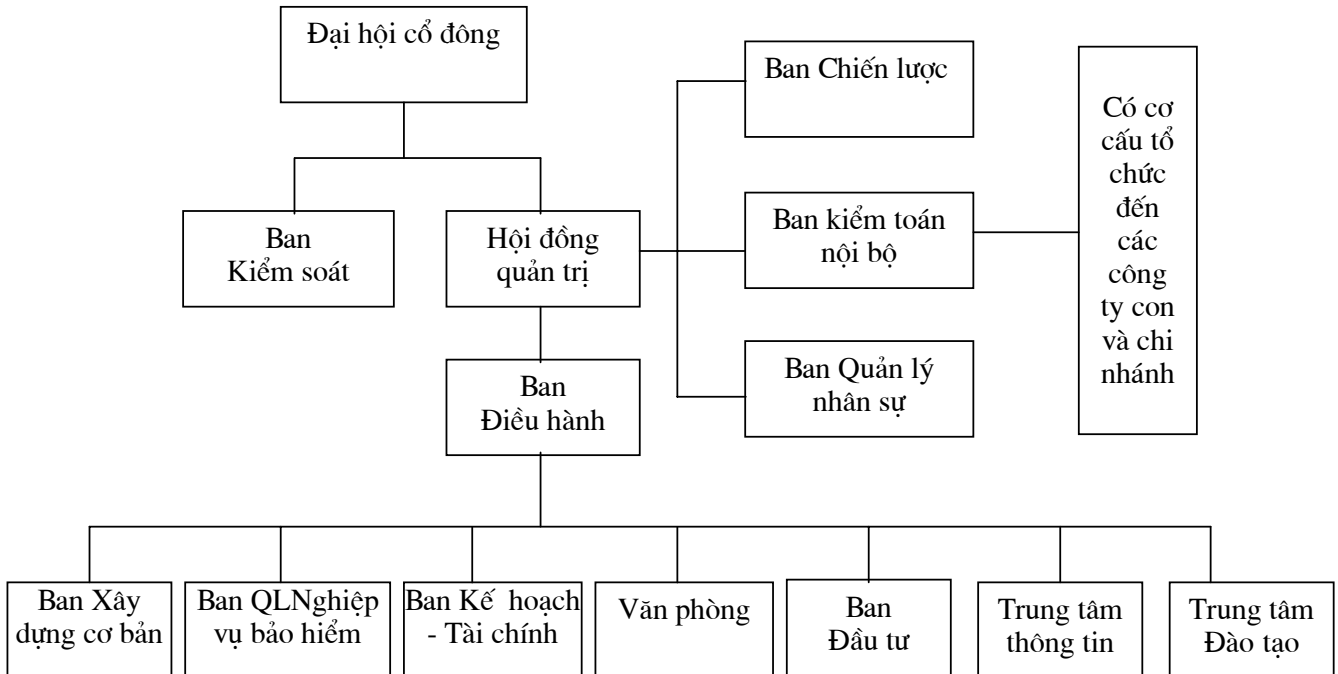 Đại hội cổ đông
Ban Chiến lược
Có cơ
cấu tổ
chức
đến
các
công
ty con
và chi
nhánh
Ban
Kiểm soát
Hội đồng
quản trị
Ban kiểm toán
nội bộ
Ban Quản lý
nhân sự
Ban
Điều hành
Ban Xây
dựng cơ bản
Ban QLNghiệp
vụ bảo hiểm
Ban Kế hoạch
- Tài chính
Văn phòng
Ban
Đầu tư
Trung tâm
thông tin
Trung tâm
Đào tạo